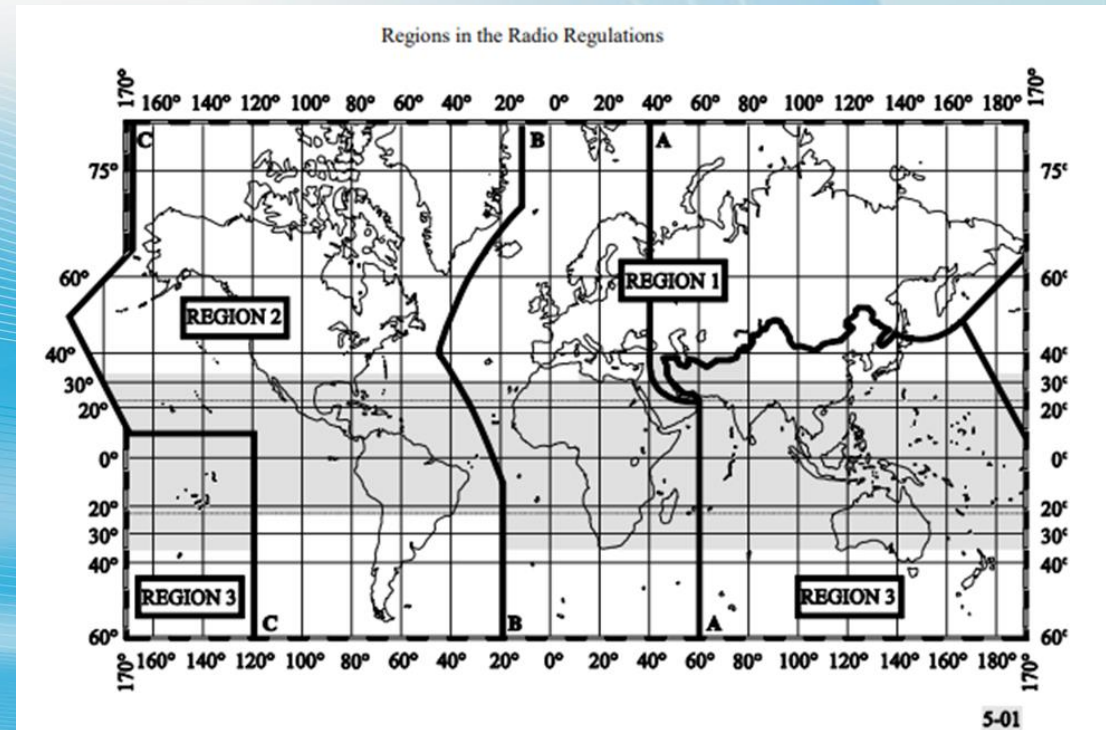 Regions in the Radio Regulations
170° 160° 140° 120° 100° 80° 60° 40° 20° 0° 20° 40° 60° 80° 100° 120° 140° 160° 180° 170°
C B A
75° 75°
60° REGION 1 60°
REGION 2
40° 40°
30° 30°
20° 20°
0° 0°
20° 20°
30° 30°
40° 40°
REGION 3 REGION 3
C B A
60° 60°
170° 160° 140° 120° 100° 80° 60° 40° 20° 0° 20° 40° 60° 80° 100° 120° 140° 160° 180° 170°
5-01